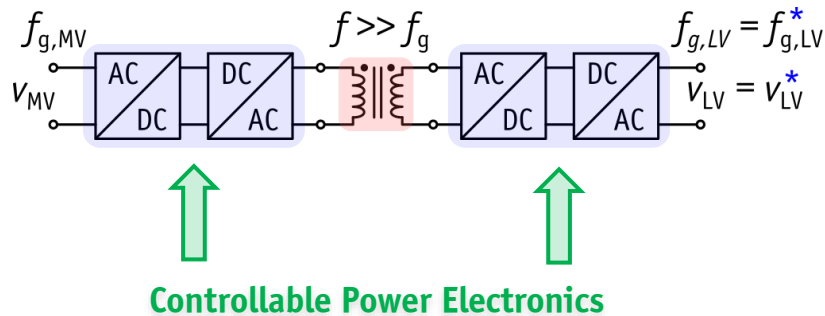 f_g,MV f >> f_g f_g,LV = f*_g,LV
AC DC AC DC
v_MV v_LV = v*_LV
DC AC DC AC
Controllable Power Electronics